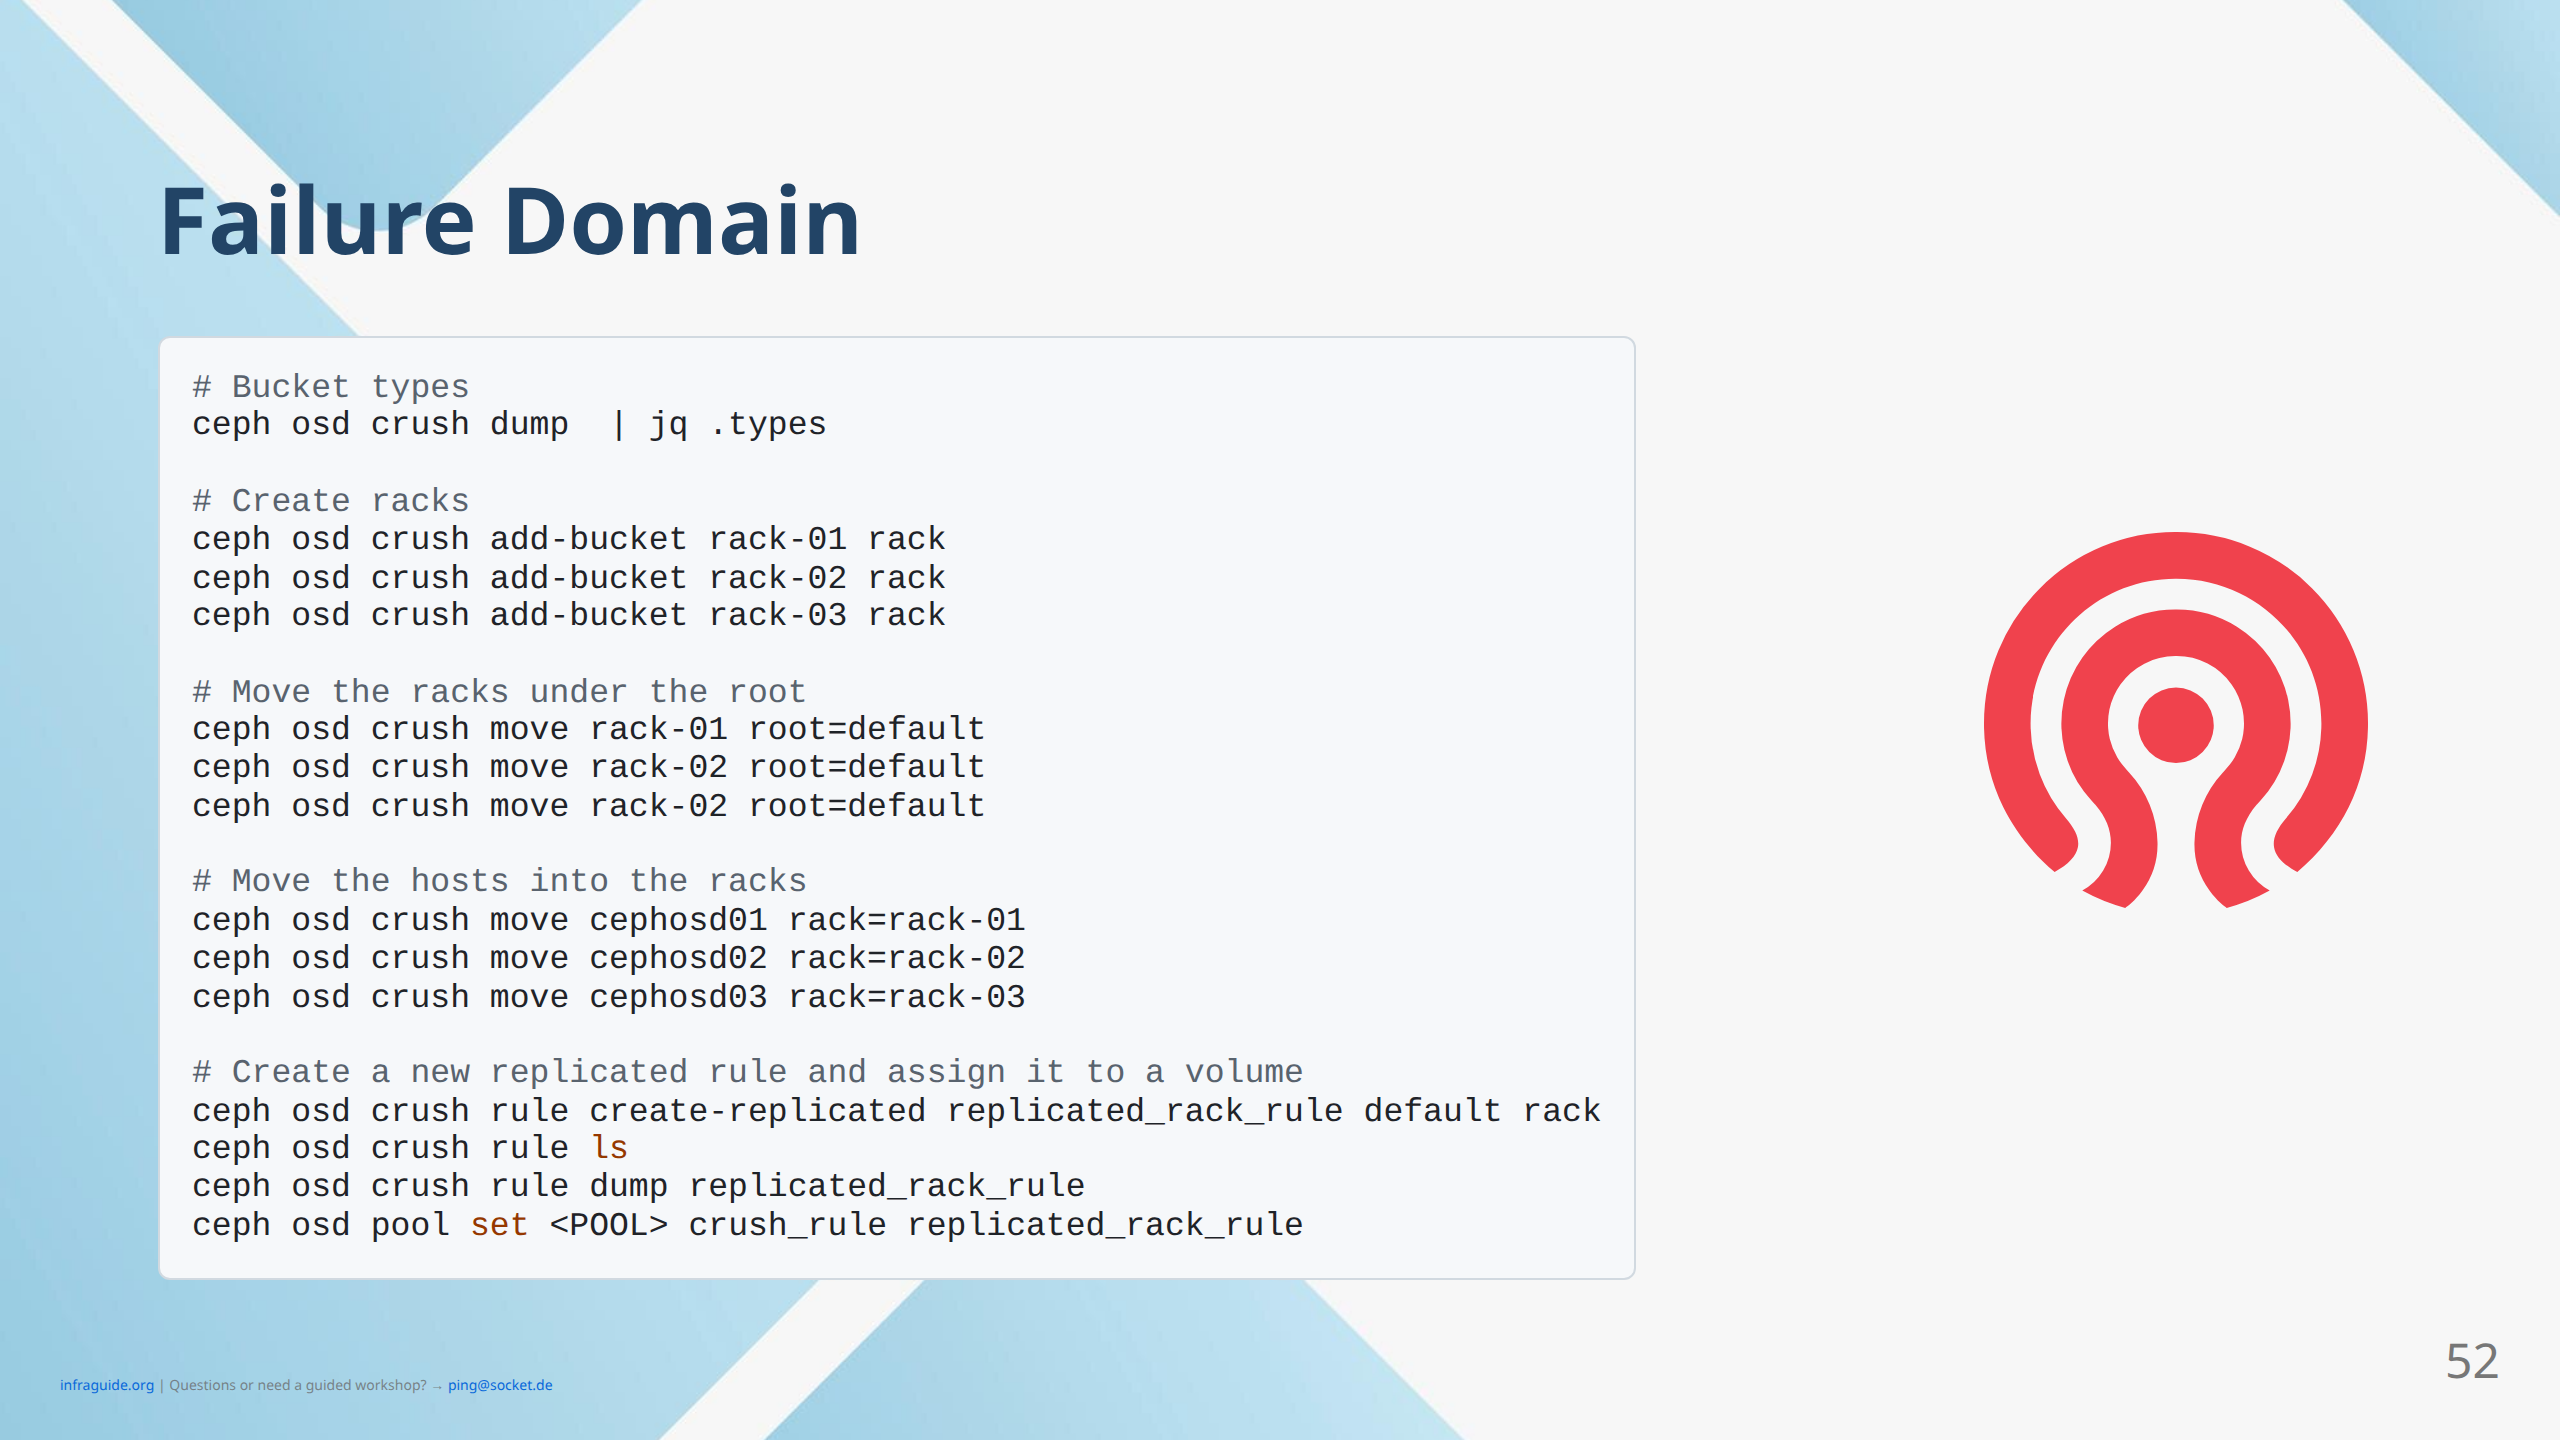 Failure Domain
# Bucket types
ceph osd crush dump  | jq .types
# Create racks
ceph osd crush add-bucket rack-01 rack
ceph osd crush add-bucket rack-02 rack
ceph osd crush add-bucket rack-03 rack
# Move the racks under the root
ceph osd crush move rack-01 root=default
ceph osd crush move rack-02 root=default
ceph osd crush move rack-02 root=default
# Move the hosts into the racks
ceph osd crush move cephosd01 rack=rack-01
ceph osd crush move cephosd02 rack=rack-02
ceph osd crush move cephosd03 rack=rack-03
# Create a new replicated rule and assign it to a volume
ceph osd crush rule create-replicated replicated_rack_rule default rack
ceph osd crush rule ls
ceph osd crush rule dump replicated_rack_rule
ceph osd pool set <POOL> crush_rule replicated_rack_rule
infraguide.org | Questions or need a guided workshop? → ping@socket.de
52